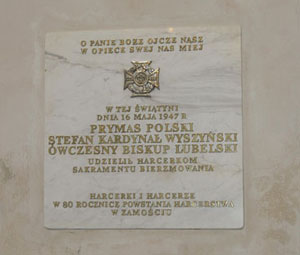 O PANIE BOŻE OJCZE NASZ
W OPIECE SWEJ NAS MIEJ
W TEJ ŚWIĄTYNI
DNIA 16 MAJA 1947 R
PRYMAS POLSKI
STEFAN KARDYNAŁ WYSZYŃSKI
ÓWCZESNY BISKUP LUBELSKI
UDZIELIŁ HARCERKOM
SAKRAMENTU BIERZMOWANIA
HARCERKI I HARCERZE
W 80 ROCZNICĘ POWSTANIA HARCERSTWA
W ZAMOŚCIU